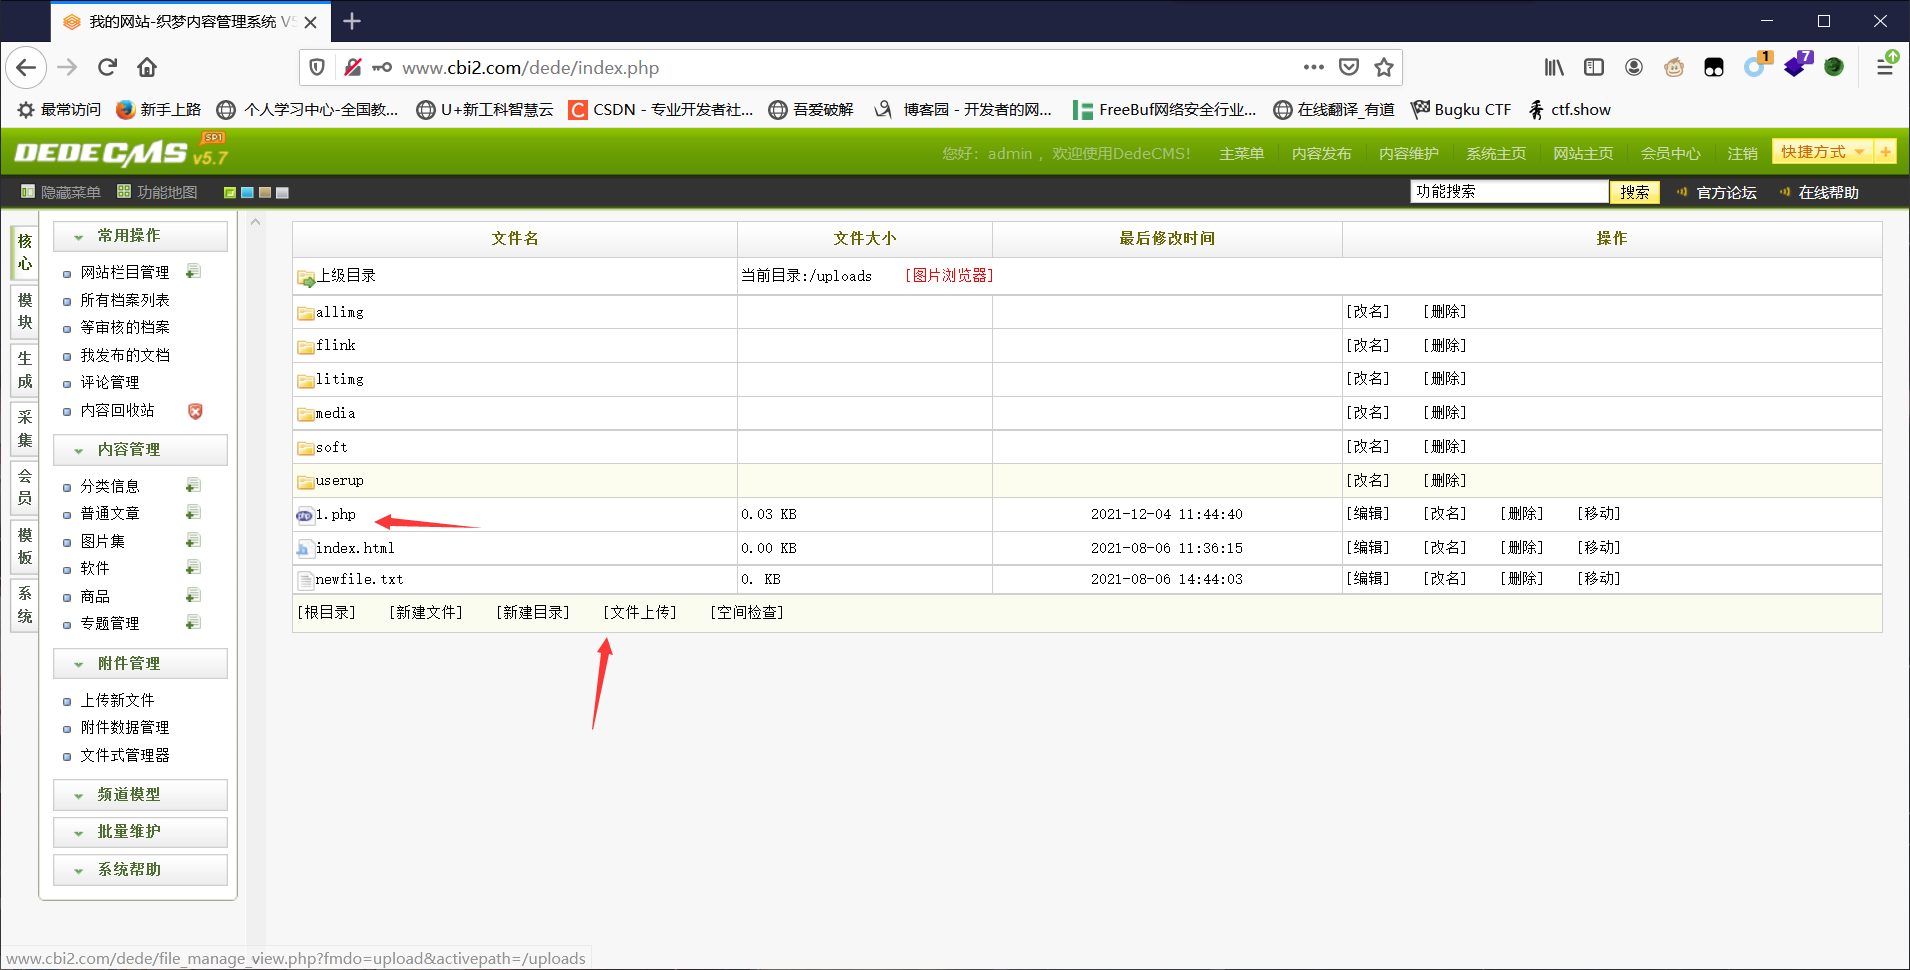 我的网站-织梦内容管理系统 V5
www.cbi2.com/dede/index.php
1
7
最常访问 新手上路 个人学习中心-全国教... U+新工科智慧云 CSDN - 专业开发者社... 吾爱破解 博客园 - 开发者的网... FreeBuf网络安全行业... 在线翻译_有道 Bugku CTF ctf.show
DEDECMS v5.7 SP1
您好：admin ，欢迎使用DedeCMS！ 主菜单 内容发布 内容维护 系统主页 网站主页 会员中心 注销 快捷方式 +
隐藏菜单 功能地图 功能搜索 搜索 官方论坛 在线帮助
核心
模块
生成
采集
会员
模板
系统
常用操作
网站栏目管理
所有档案列表
等审核的档案
我发布的文档
评论管理
内容回收站
内容管理
分类信息
普通文章
图片集
软件
商品
专题管理
附件管理
上传新文件
附件数据管理
文件式管理器
频道模型
批量维护
系统帮助
文件名 文件大小 最后修改时间 操作
上级目录 当前目录:/uploads [图片浏览器]
allimg [改名] [删除]
flink [改名] [删除]
litimg [改名] [删除]
media [改名] [删除]
soft [改名] [删除]
userup [改名] [删除]
php 1.php 0.03 KB 2021-12-04 11:44:40 [编辑] [改名] [删除] [移动]
index.html 0.00 KB 2021-08-06 11:36:15 [编辑] [改名] [删除] [移动]
newfile.txt 0. KB 2021-08-06 14:44:03 [编辑] [改名] [删除] [移动]
[根目录] [新建文件] [新建目录] [文件上传] [空间检查]
www.cbi2.com/dede/file_manage_view.php?fmdo=upload&activepath=/uploads